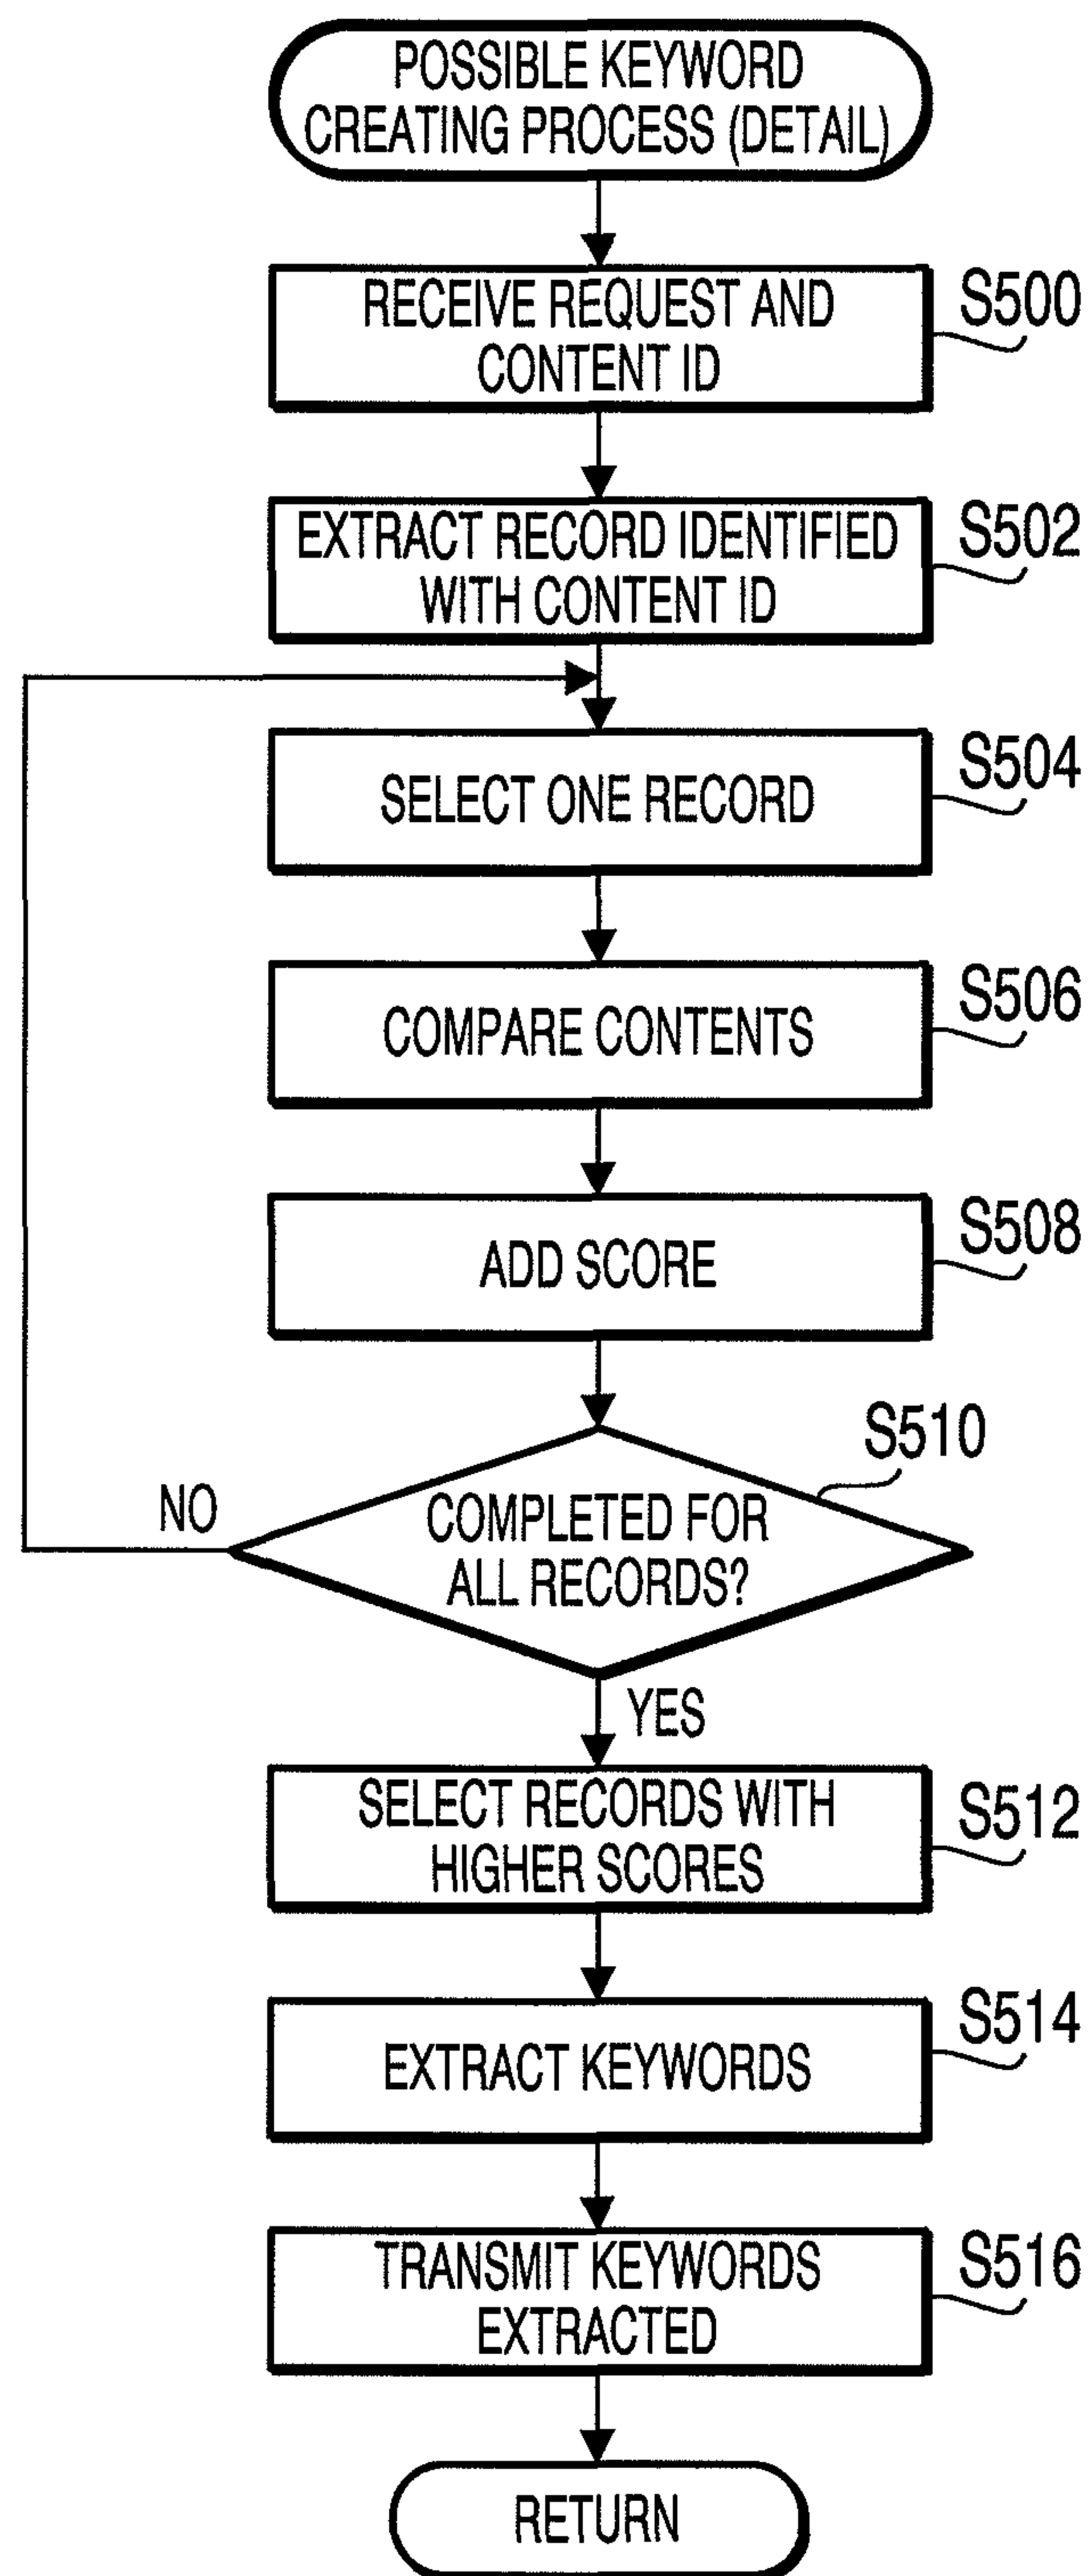 POSSIBLE KEYWORD
CREATING PROCESS (DETAIL)
RECEIVE REQUEST AND
CONTENT ID
S500
EXTRACT RECORD IDENTIFIED
WITH CONTENT ID
S502
SELECT ONE RECORD
S504
COMPARE CONTENTS
S506
ADD SCORE
S508
S510
NO
COMPLETED FOR
ALL RECORDS?
YES
SELECT RECORDS WITH
HIGHER SCORES
S512
EXTRACT KEYWORDS
S514
TRANSMIT KEYWORDS
EXTRACTED
S516
RETURN